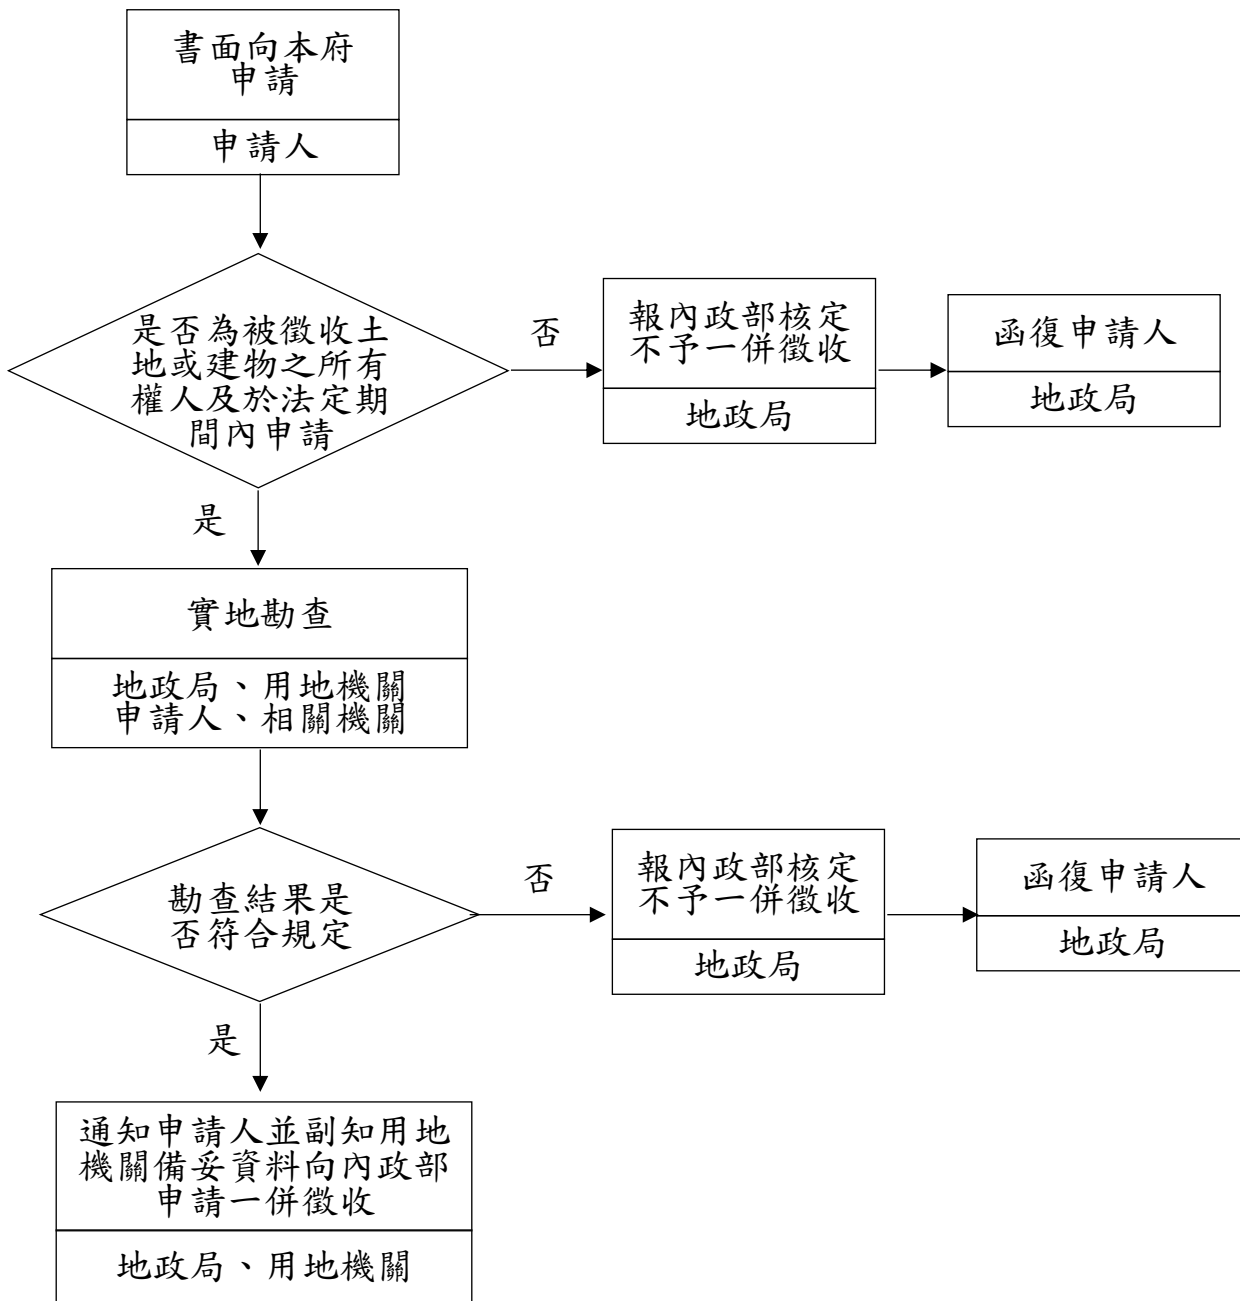 書面向本府
申請
申請人
是否為被徵收土
地或建物之所有
權人及於法定期
間內申請
否
報內政部核定
不予一併徵收
地政局
函復申請人
地政局
是
實地勘查
地政局、用地機關
申請人、相關機關
勘查結果是
否符合規定
否
報內政部核定
不予一併徵收
地政局
函復申請人
地政局
是
通知申請人並副知用地
機關備妥資料向內政部
申請一併徵收
地政局、用地機關